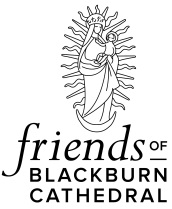 friends OF
BLACKBURN
CATHEDRAL